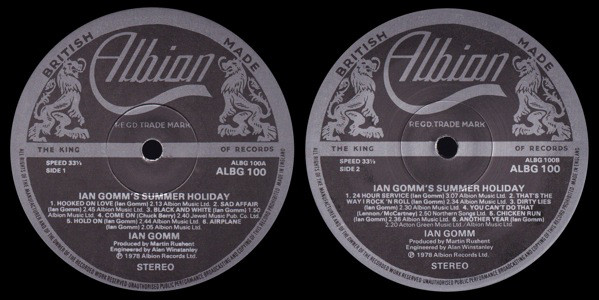 BRITISH MADE
Albion
REGD. TRADE MARK
THE KING OF RECORDS
SPEED 33⅓
SIDE 1
ALBG 100A
ALBG 100
IAN GOMM'S SUMMER HOLIDAY
1. HOOKED ON LOVE (Ian Gomm) 2.13 Albion Music Ltd. 2. SAD AFFAIR
(Ian Gomm) 2.45 Albion Music Ltd. 3. BLACK AND WHITE (Ian Gomm) 1.50
Albion Music Ltd. 4. COME ON (Chuck Berry) 2.40 Jewel Music Pub. Co. Ltd.
5. HOLD ON (Ian Gomm) 2.44 Albion Music Ltd. 6. AIRPLANE
(Ian Gomm) 2.05 Albion Music Ltd.
IAN GOMM
Produced by Martin Rushent
Engineered by Alan Winstanley
℗ 1978 Albion Records Ltd.
STEREO
BRITISH MADE
Albion
REGD. TRADE MARK
THE KING OF RECORDS
SPEED 33⅓
SIDE 2
ALBG 100B
ALBG 100
IAN GOMM'S SUMMER HOLIDAY
1. 24 HOUR SERVICE (Ian Gomm) 3.07 Albion Music Ltd. 2. THAT'S THE
WAY I ROCK 'N ROLL (Ian Gomm) 2.34 Albion Music Ltd. 3. DIRTY LIES
(Ian Gomm) 2.30 Albion Music Ltd. 4. YOU CAN'T DO THAT
(Lennon/McCartney) 2.50 Northern Songs Ltd. 5. CHICKEN RUN
(Ian Gomm) 2.36 Albion Music Ltd. 6. ANOTHER YEAR (Ian Gomm)
2.20 Acton Green Music Ltd./Albion Music Ltd.
IAN GOMM
Produced by Martin Rushent
Engineered by Alan Winstanley
℗ 1978 Albion Records Ltd.
STEREO